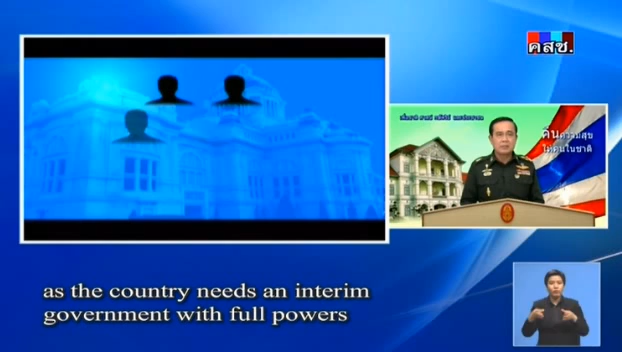 คสช.
คืนความสุข
ให้คนในชาติ
as the country needs an interim
government with full powers